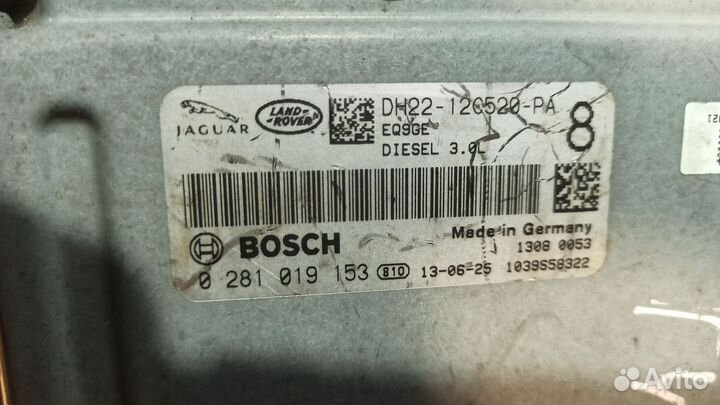 JAGUAR
LAND-
ROVER
DH22-12C520-PA
EQ9GE
DIESEL 3.0L
8
Made in Germany
1308 0053
BOSCH
0 281 019 153 810 13-06-25 1039S58322
Avito